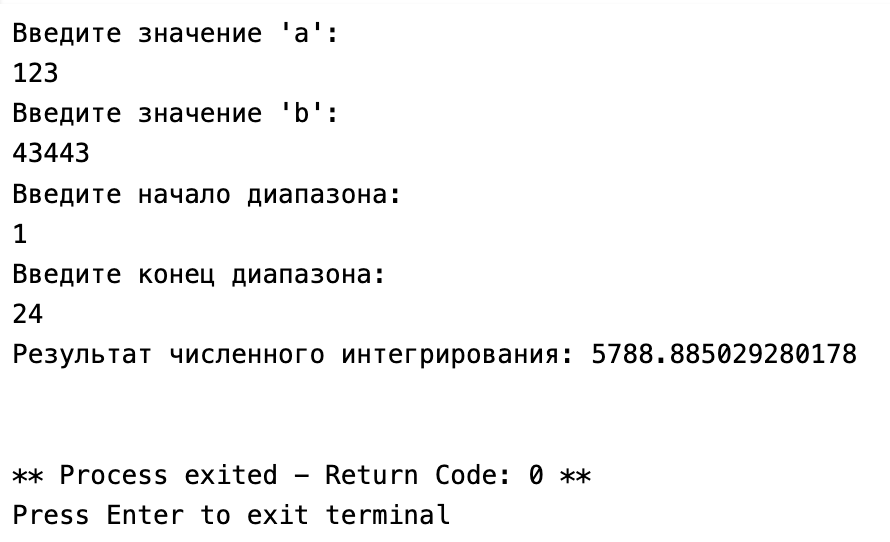 Введите значение 'a':
123
Введите значение 'b':
43443
Введите начало диапазона:
1
Введите конец диапазона:
24
Результат численного интегрирования: 5788.885029280178
** Process exited - Return Code: 0 **
Press Enter to exit terminal